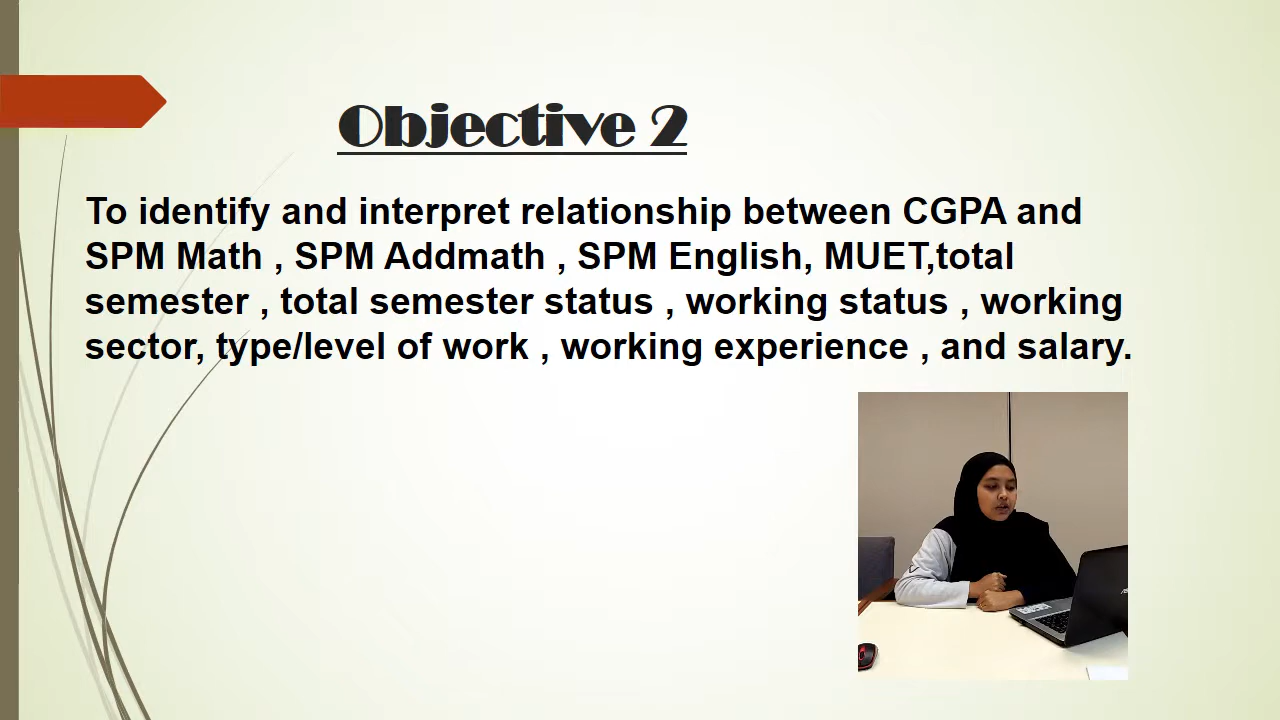 Objective 2
To identify and interpret relationship between CGPA and
SPM Math , SPM Addmath , SPM English, MUET,total
semester , total semester status , working status , working
sector, type/level of work , working experience , and salary.